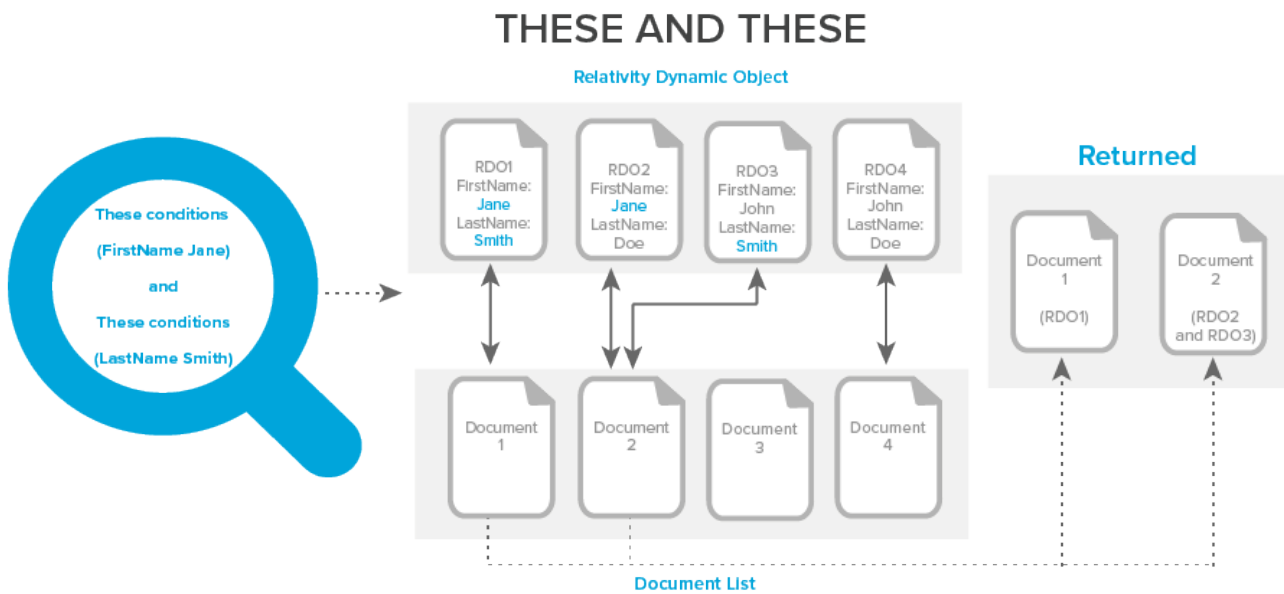 THESE AND THESE
Relativity Dynamic Object
These conditions
(FirstName Jane)
and
These conditions
(LastName Smith)
RDO1
FirstName:
Jane
LastName:
Smith
RDO2
FirstName:
Jane
LastName:
Doe
RDO3
FirstName:
John
LastName:
Smith
RDO4
FirstName:
John
LastName:
Doe
Document
1
Document
2
Document
3
Document
4
Document List
Returned
Document
1
(RDO1)
Document
2
(RDO2
and RDO3)